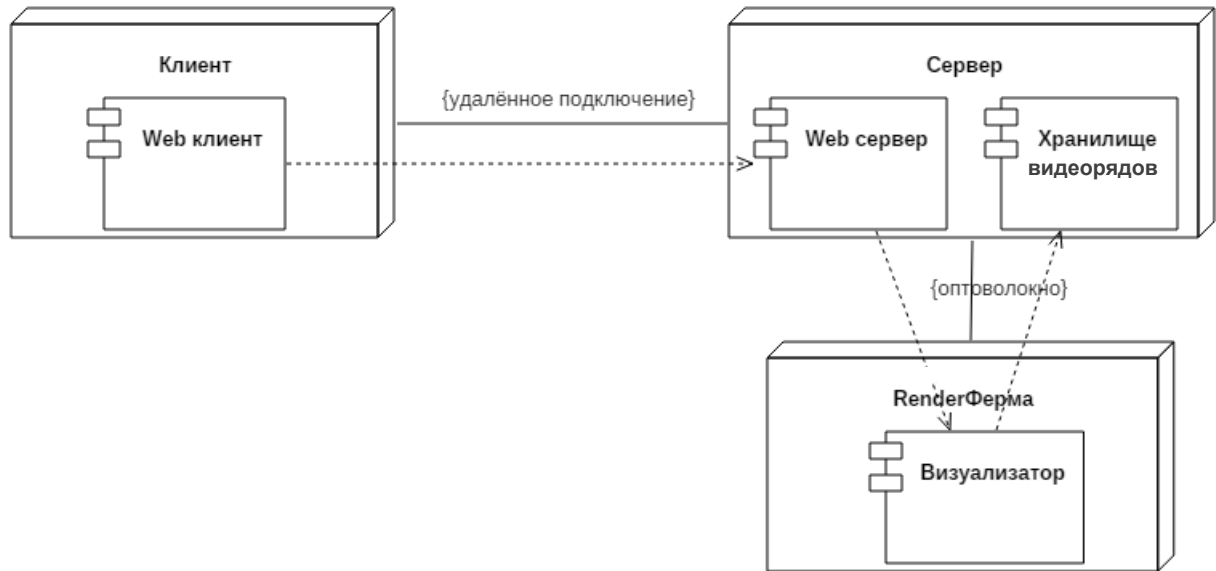 Клиент
Web клиент
{удалённое подключение}
Сервер
Web сервер
Хранилище
видеорядов
{оптоволокно}
RenderФерма
Визуализатор